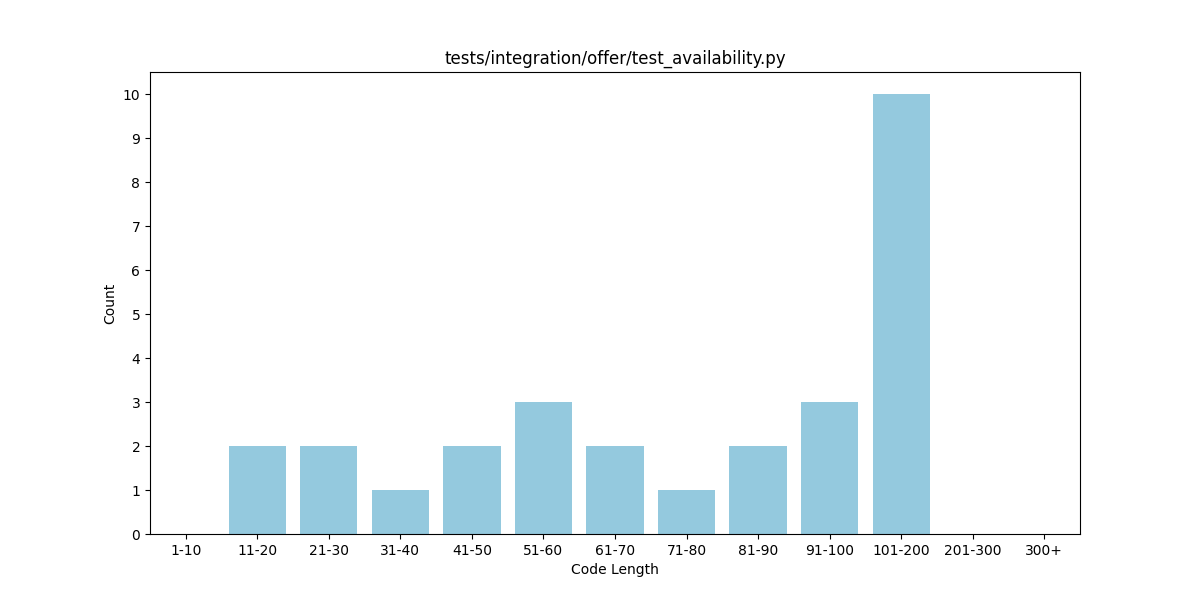 tests/integration/offer/test_availability.py
10
9
8
7
6
5
4
3
2
1
0
Count
1-10 11-20 21-30 31-40 41-50 51-60 61-70 71-80 81-90 91-100 101-200 201-300 300+
Code Length